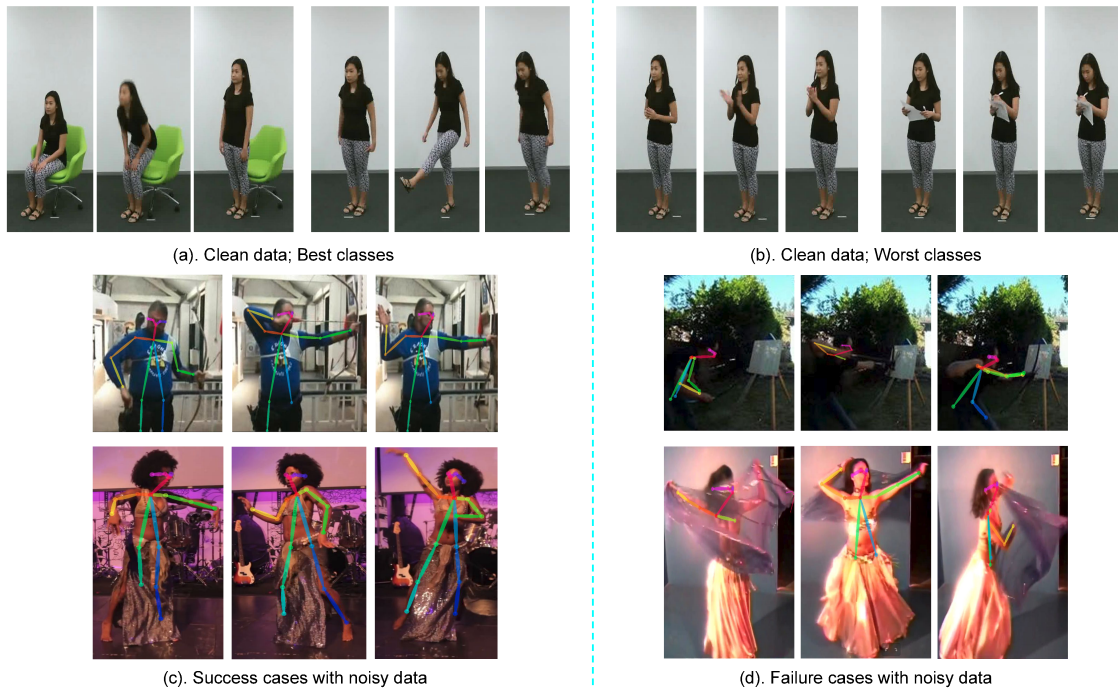 (a). Clean data; Best classes
(b). Clean data; Worst classes
(c). Success cases with noisy data
(d). Failure cases with noisy data